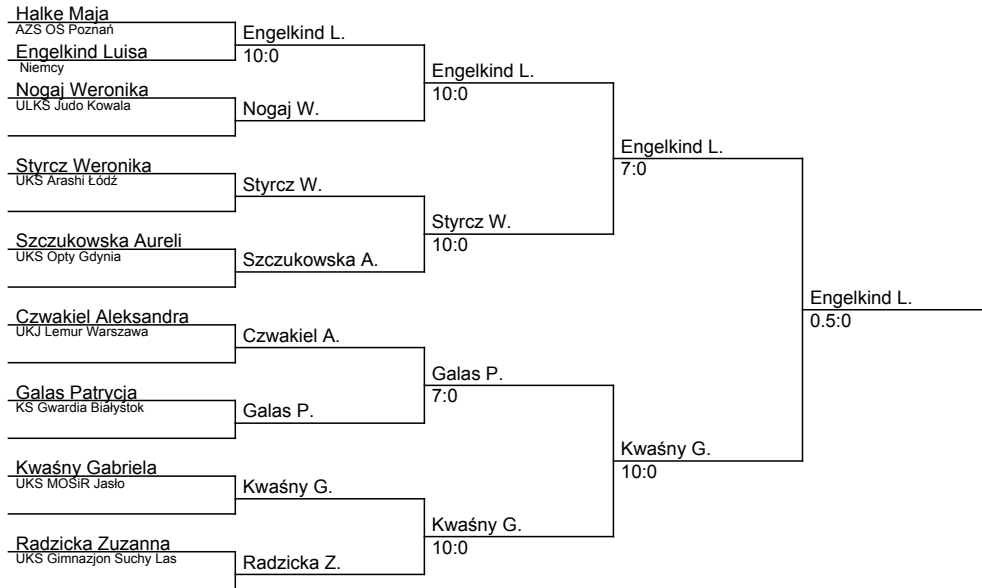 Halke Maja
AZS OŚ Poznań
Engelkind Luisa
Niemcy
Nogaj Weronika
ULKS Judo Kowala
Styrcz Weronika
UKS Arashi Łódź
Szczukowska Aureli
UKS Opty Gdynia
Czwakiel Aleksandra
UKJ Lemur Warszawa
Galas Patrycja
KS Gwardia Białystok
Kwaśny Gabriela
UKS MOSiR Jasło
Radzicka Zuzanna
UKS Gimnazjon Suchy Las
Engelkind L.
10:0
Nogaj W.
Styrcz W.
Szczukowska A.
Czwakiel A.
Galas P.
Kwaśny G.
Radzicka Z.
Engelkind L.
10:0
Styrcz W.
10:0
Galas P.
7:0
Kwaśny G.
10:0
Engelkind L.
7:0
Kwaśny G.
10:0
Engelkind L.
0.5:0